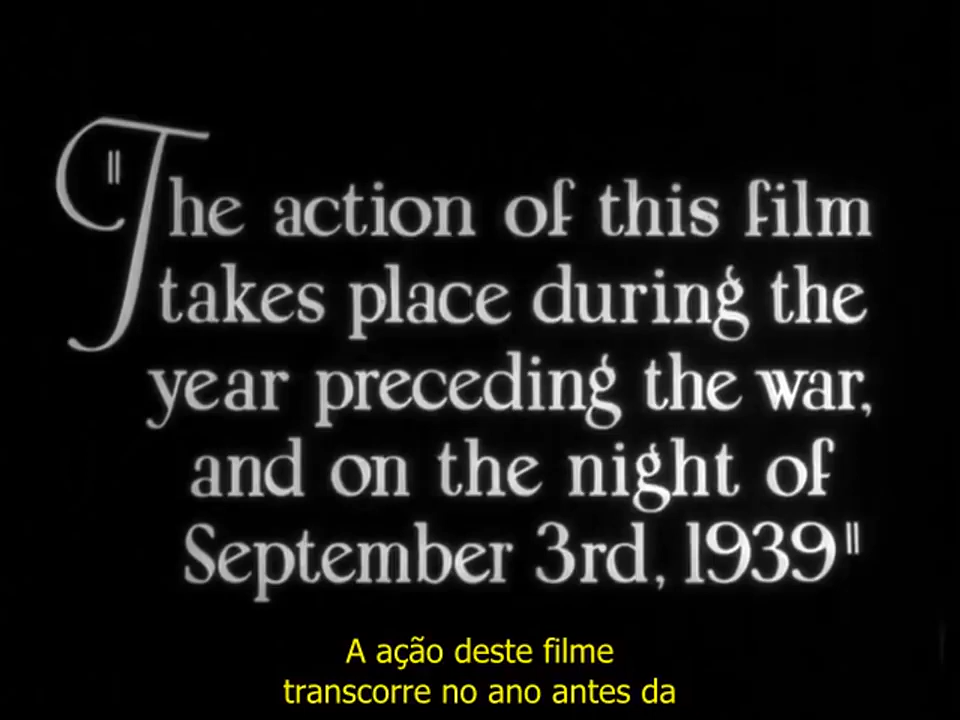 "The action of this film
takes place during the
year preceding the war,
and on the night of
September 3rd, 1939"
A ação deste filme
transcorre no ano antes da